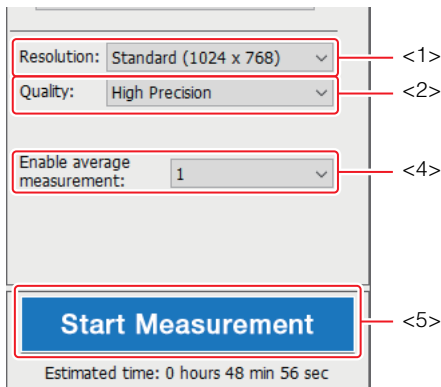 Resolution: Standard (1024 x 768) <1>
Quality: High Precision <2>
Enable average
measurement: 1 <4>
Start Measurement <5>
Estimated time: 0 hours 48 min 56 sec